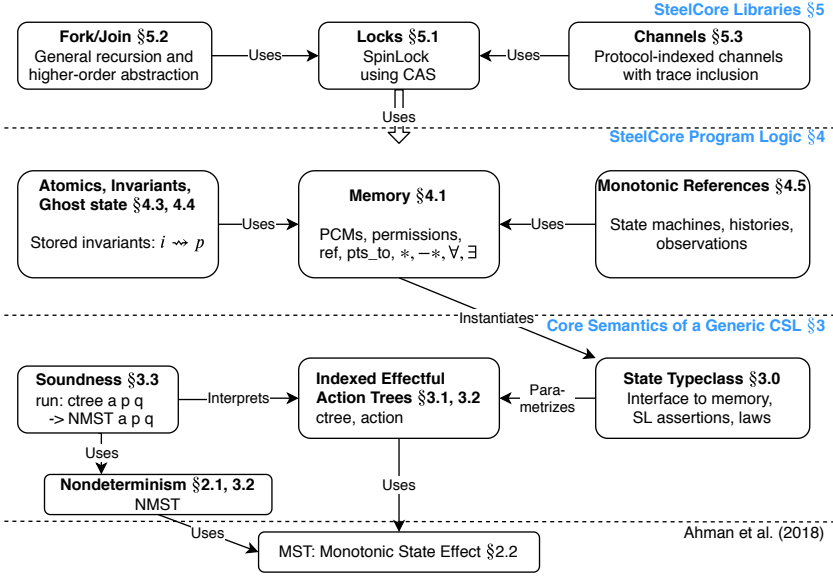 SteelCore Libraries §5
Fork/Join §5.2
General recursion and
higher-order abstraction
Uses
Locks §5.1
SpinLock
using CAS
Uses
Channels §5.3
Protocol-indexed channels
with trace inclusion
Uses
SteelCore Program Logic §4
Atomics, Invariants,
Ghost state §4.3, 4.4
Stored invariants: i ⇝ p
Uses
Memory §4.1
PCMs, permissions,
ref, pts_to, ∗, −∗, ∀, ∃
Uses
Monotonic References §4.5
State machines, histories,
observations
Instantiates
Core Semantics of a Generic CSL §3
Soundness §3.3
run: ctree a p q
-> NMST a p q
Interprets
Indexed Effectful
Action Trees §3.1, 3.2
ctree, action
Para-
metrizes
State Typeclass §3.0
Interface to memory,
SL assertions, laws
Uses
Nondeterminism §2.1, 3.2
NMST
Uses
Uses
Ahman et al. (2018)
MST: Monotonic State Effect §2.2